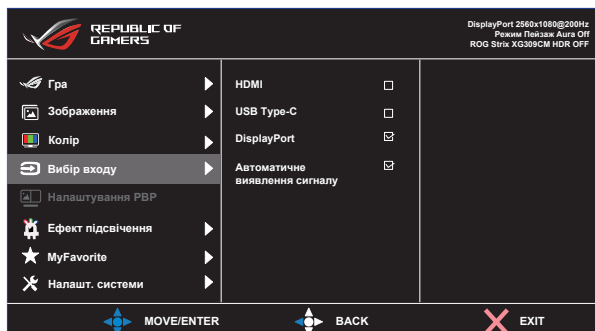 REPUBLIC OF
GAMERS
DisplayPort 2560x1080@200Hz
Режим Пейзаж Aura Off
ROG Strix XG309CM HDR OFF
Гра
Зображення
Колір
Вибір входу
Налаштування PBP
Ефект підсвічення
MyFavorite
Налашт. системи
HDMI
USB Type-C
DisplayPort
Автоматичне
виявлення сигналу
MOVE/ENTER
BACK
EXIT